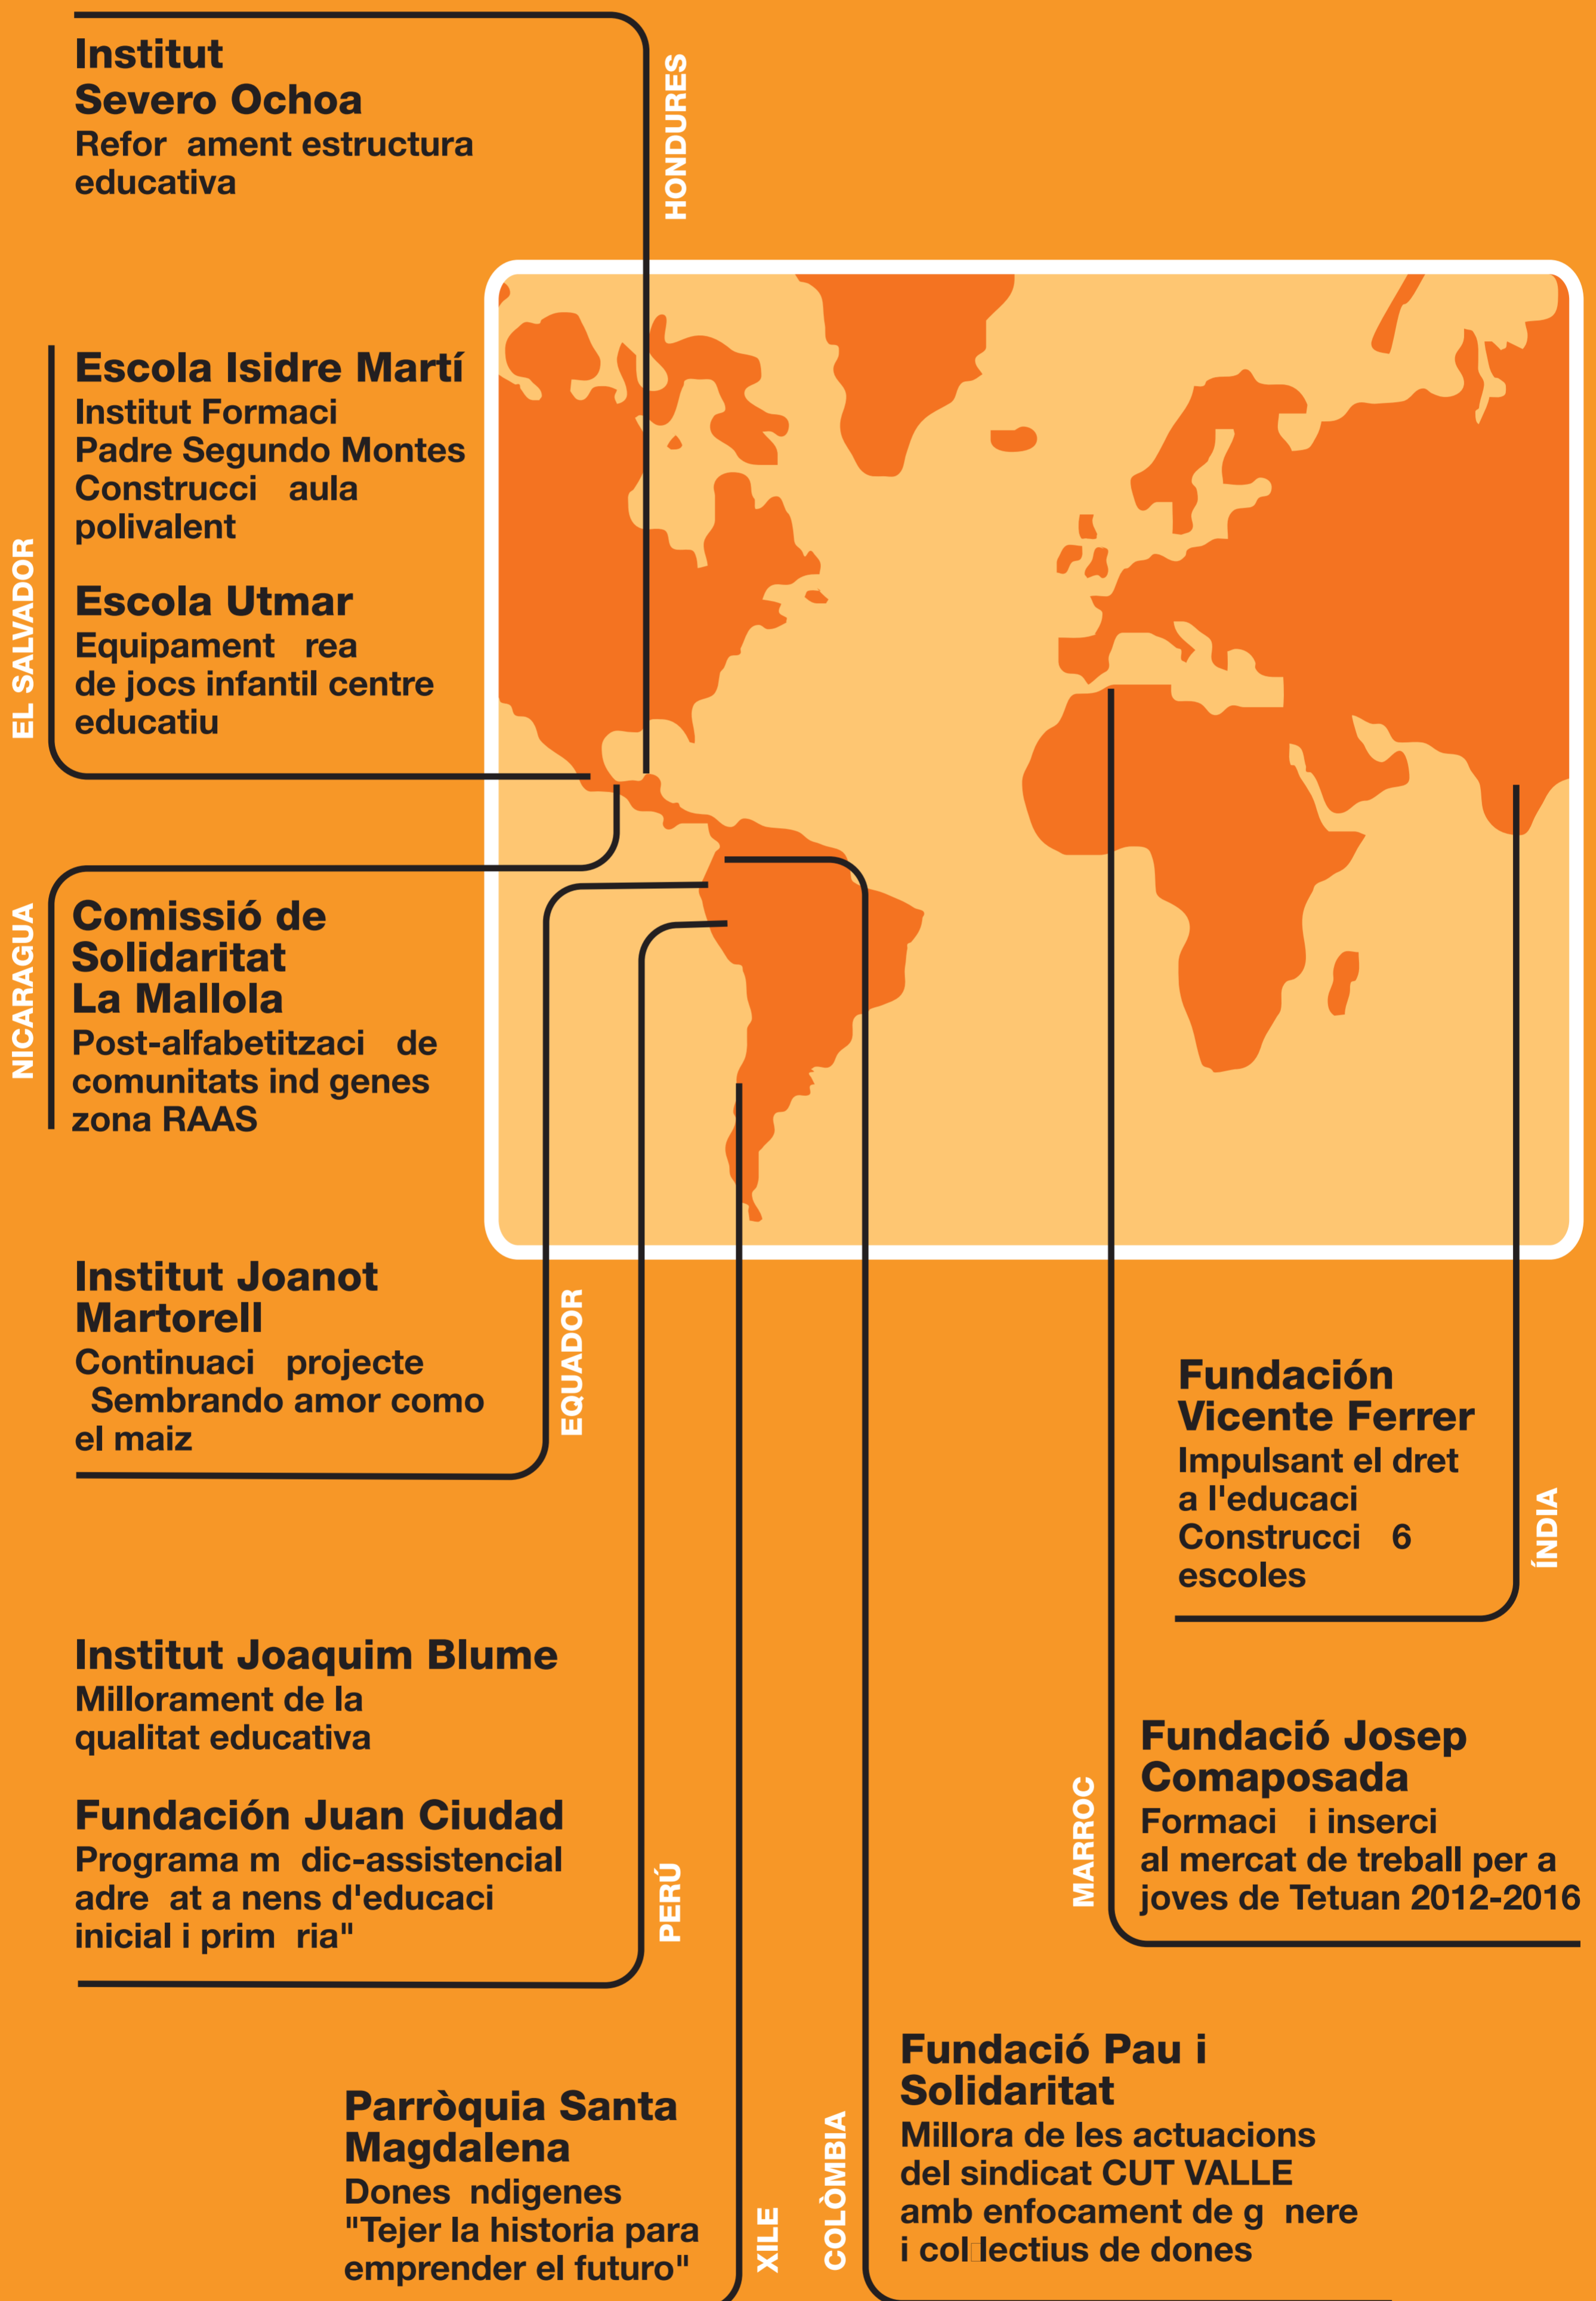 Institut
Severo Ochoa
Refor ament estructura
educativa
HONDURES
Escola Isidre Martí
Institut Formaci
Padre Segundo Montes
Construcci aula
polivalent
Escola Utmar
Equipament rea
de jocs infantil centre
educatiu
EL SALVADOR
Comissió de
Solidaritat
La Mallola
Post-alfabetitzaci de
comunitats ind genes
zona RAAS
NICARAGUA
Institut Joanot
Martorell
Continuaci projecte
Sembrando amor como
el maiz
EQUADOR
Fundación
Vicente Ferrer
Impulsant el dret
a l'educaci
Construcci 6
escoles
ÍNDIA
Institut Joaquim Blume
Millorament de la
qualitat educativa
Fundación Juan Ciudad
Programa m dic-assistencial
adre at a nens d'educaci
inicial i prim ria"
PERÚ
Fundació Josep
Comaposada
Formaci i inserci
al mercat de treball per a
joves de Tetuan 2012-2016
MARROC
Parròquia Santa
Magdalena
Dones ndigenes
"Tejer la historia para
emprender el futuro"
XILE
Fundació Pau i
Solidaritat
Millora de les actuacions
del sindicat CUT VALLE
amb enfocament de g nere
i col lectius de dones
COLÒMBIA